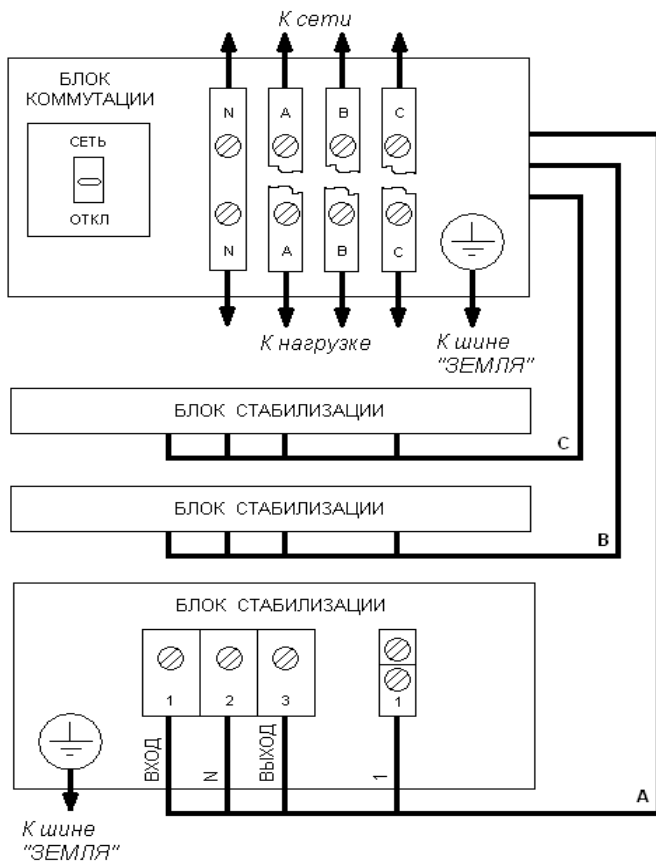 К сети
БЛОК
КОММУТАЦИИ
СЕТЬ
ОТКЛ
N A B C
N A B C
К нагрузке
К шине
"ЗЕМЛЯ"
БЛОК СТАБИЛИЗАЦИИ
C
БЛОК СТАБИЛИЗАЦИИ
B
БЛОК СТАБИЛИЗАЦИИ
1 2 3 1
ВХОД N ВЫХОД 1
A
К шине
"ЗЕМЛЯ"